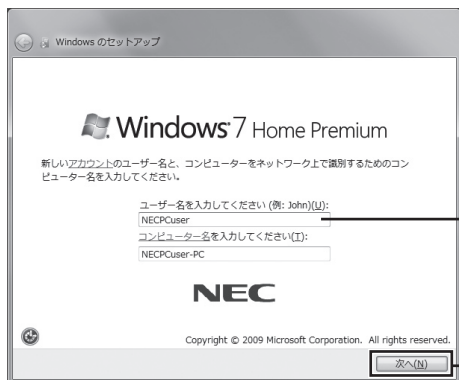 Windows のセットアップ
Windows 7 Home Premium
新しいアカウントのユーザー名と、コンピューターをネットワーク上で識別するためのコン
ピューター名を入力してください。
ユーザー名を入力してください (例: John)(U):
NECPCuser
コンピューター名を入力してください(T):
NECPCuser-PC
NEC
Copyright © 2009 Microsoft Corporation. All rights reserved.
次へ(N)